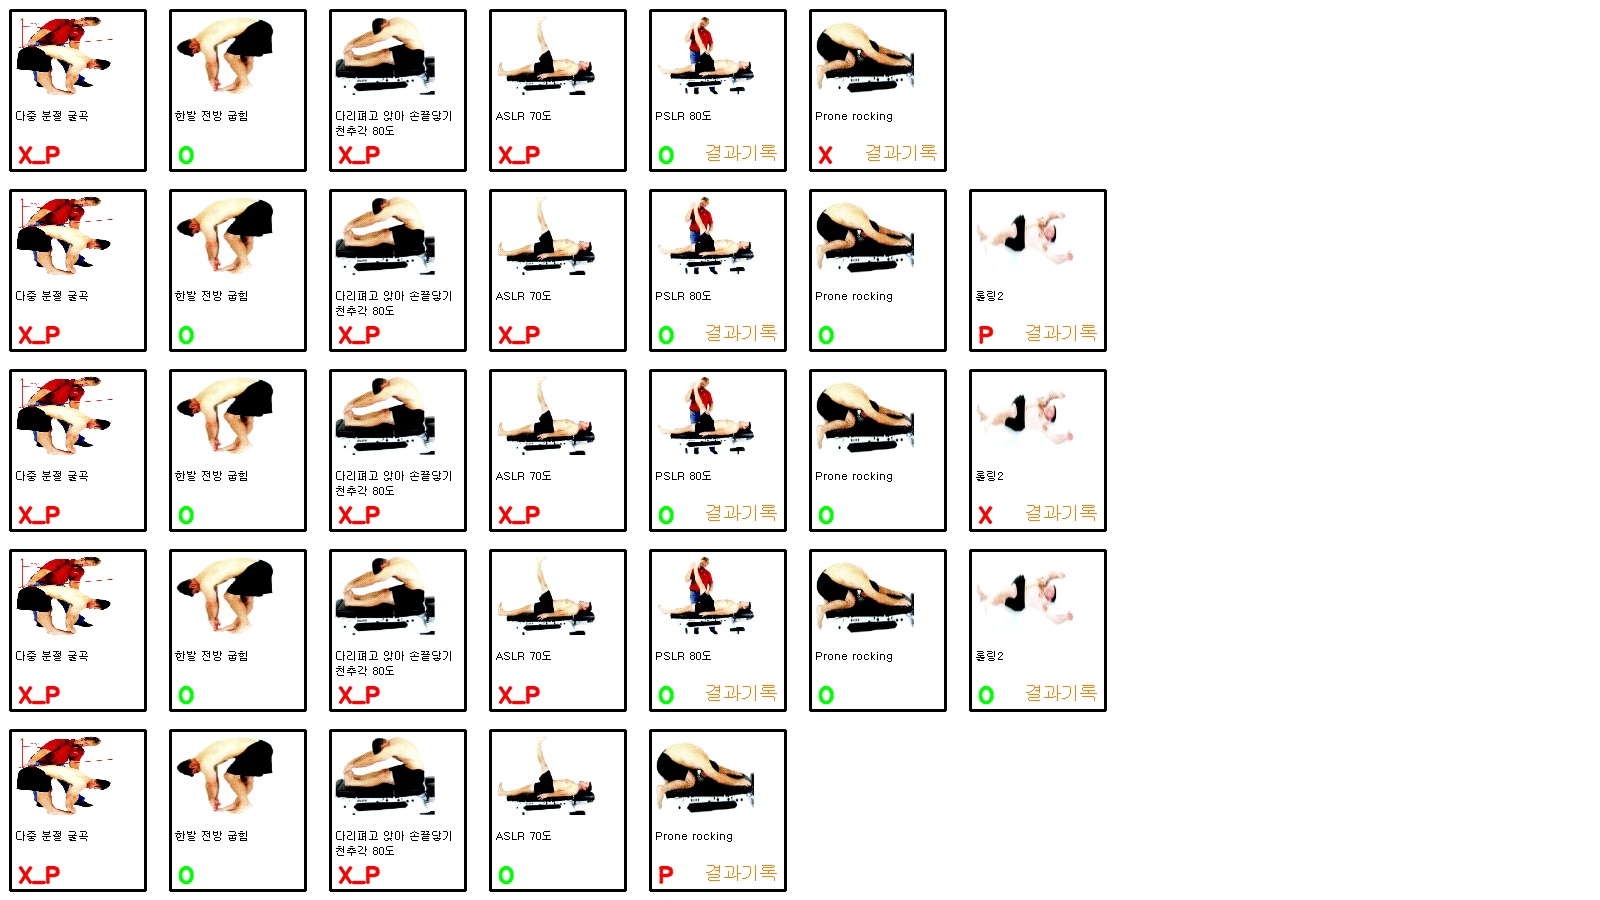 다중 분절 굴곡
X_P
한발 전방 굽힘
O
다리펴고 앉아 손끝닿기
천추각 80도
X_P
ASLR 70도
X_P
PSLR 80도
O 결과기록
Prone rocking
X 결과기록
다중 분절 굴곡
X_P
한발 전방 굽힘
O
다리펴고 앉아 손끝닿기
천추각 80도
X_P
ASLR 70도
X_P
PSLR 80도
O 결과기록
Prone rocking
O
롤링2
P 결과기록
다중 분절 굴곡
X_P
한발 전방 굽힘
O
다리펴고 앉아 손끝닿기
천추각 80도
X_P
ASLR 70도
X_P
PSLR 80도
O 결과기록
Prone rocking
O
롤링2
X 결과기록
다중 분절 굴곡
X_P
한발 전방 굽힘
O
다리펴고 앉아 손끝닿기
천추각 80도
X_P
ASLR 70도
X_P
PSLR 80도
O 결과기록
Prone rocking
O
롤링2
O 결과기록
다중 분절 굴곡
X_P
한발 전방 굽힘
O
다리펴고 앉아 손끝닿기
천추각 80도
X_P
ASLR 70도
O
Prone rocking
P 결과기록